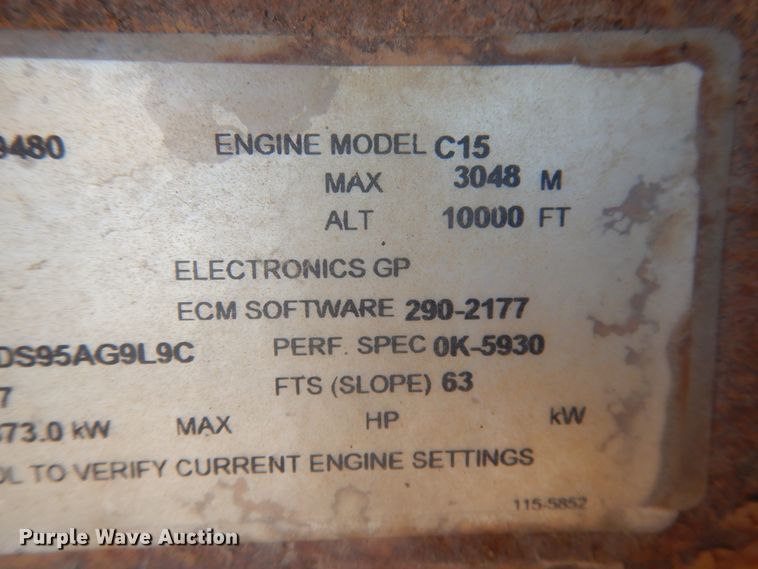 9480 ENGINE MODEL C15
MAX 3048 M
ALT 10000 FT
ELECTRONICS GP
ECM SOFTWARE 290-2177
DS95AG9L9C PERF. SPEC 0K-5930
7 FTS (SLOPE) 63
373.0 kW MAX HP kW
OL TO VERIFY CURRENT ENGINE SETTINGS
115-5852
Purple Wave Auction